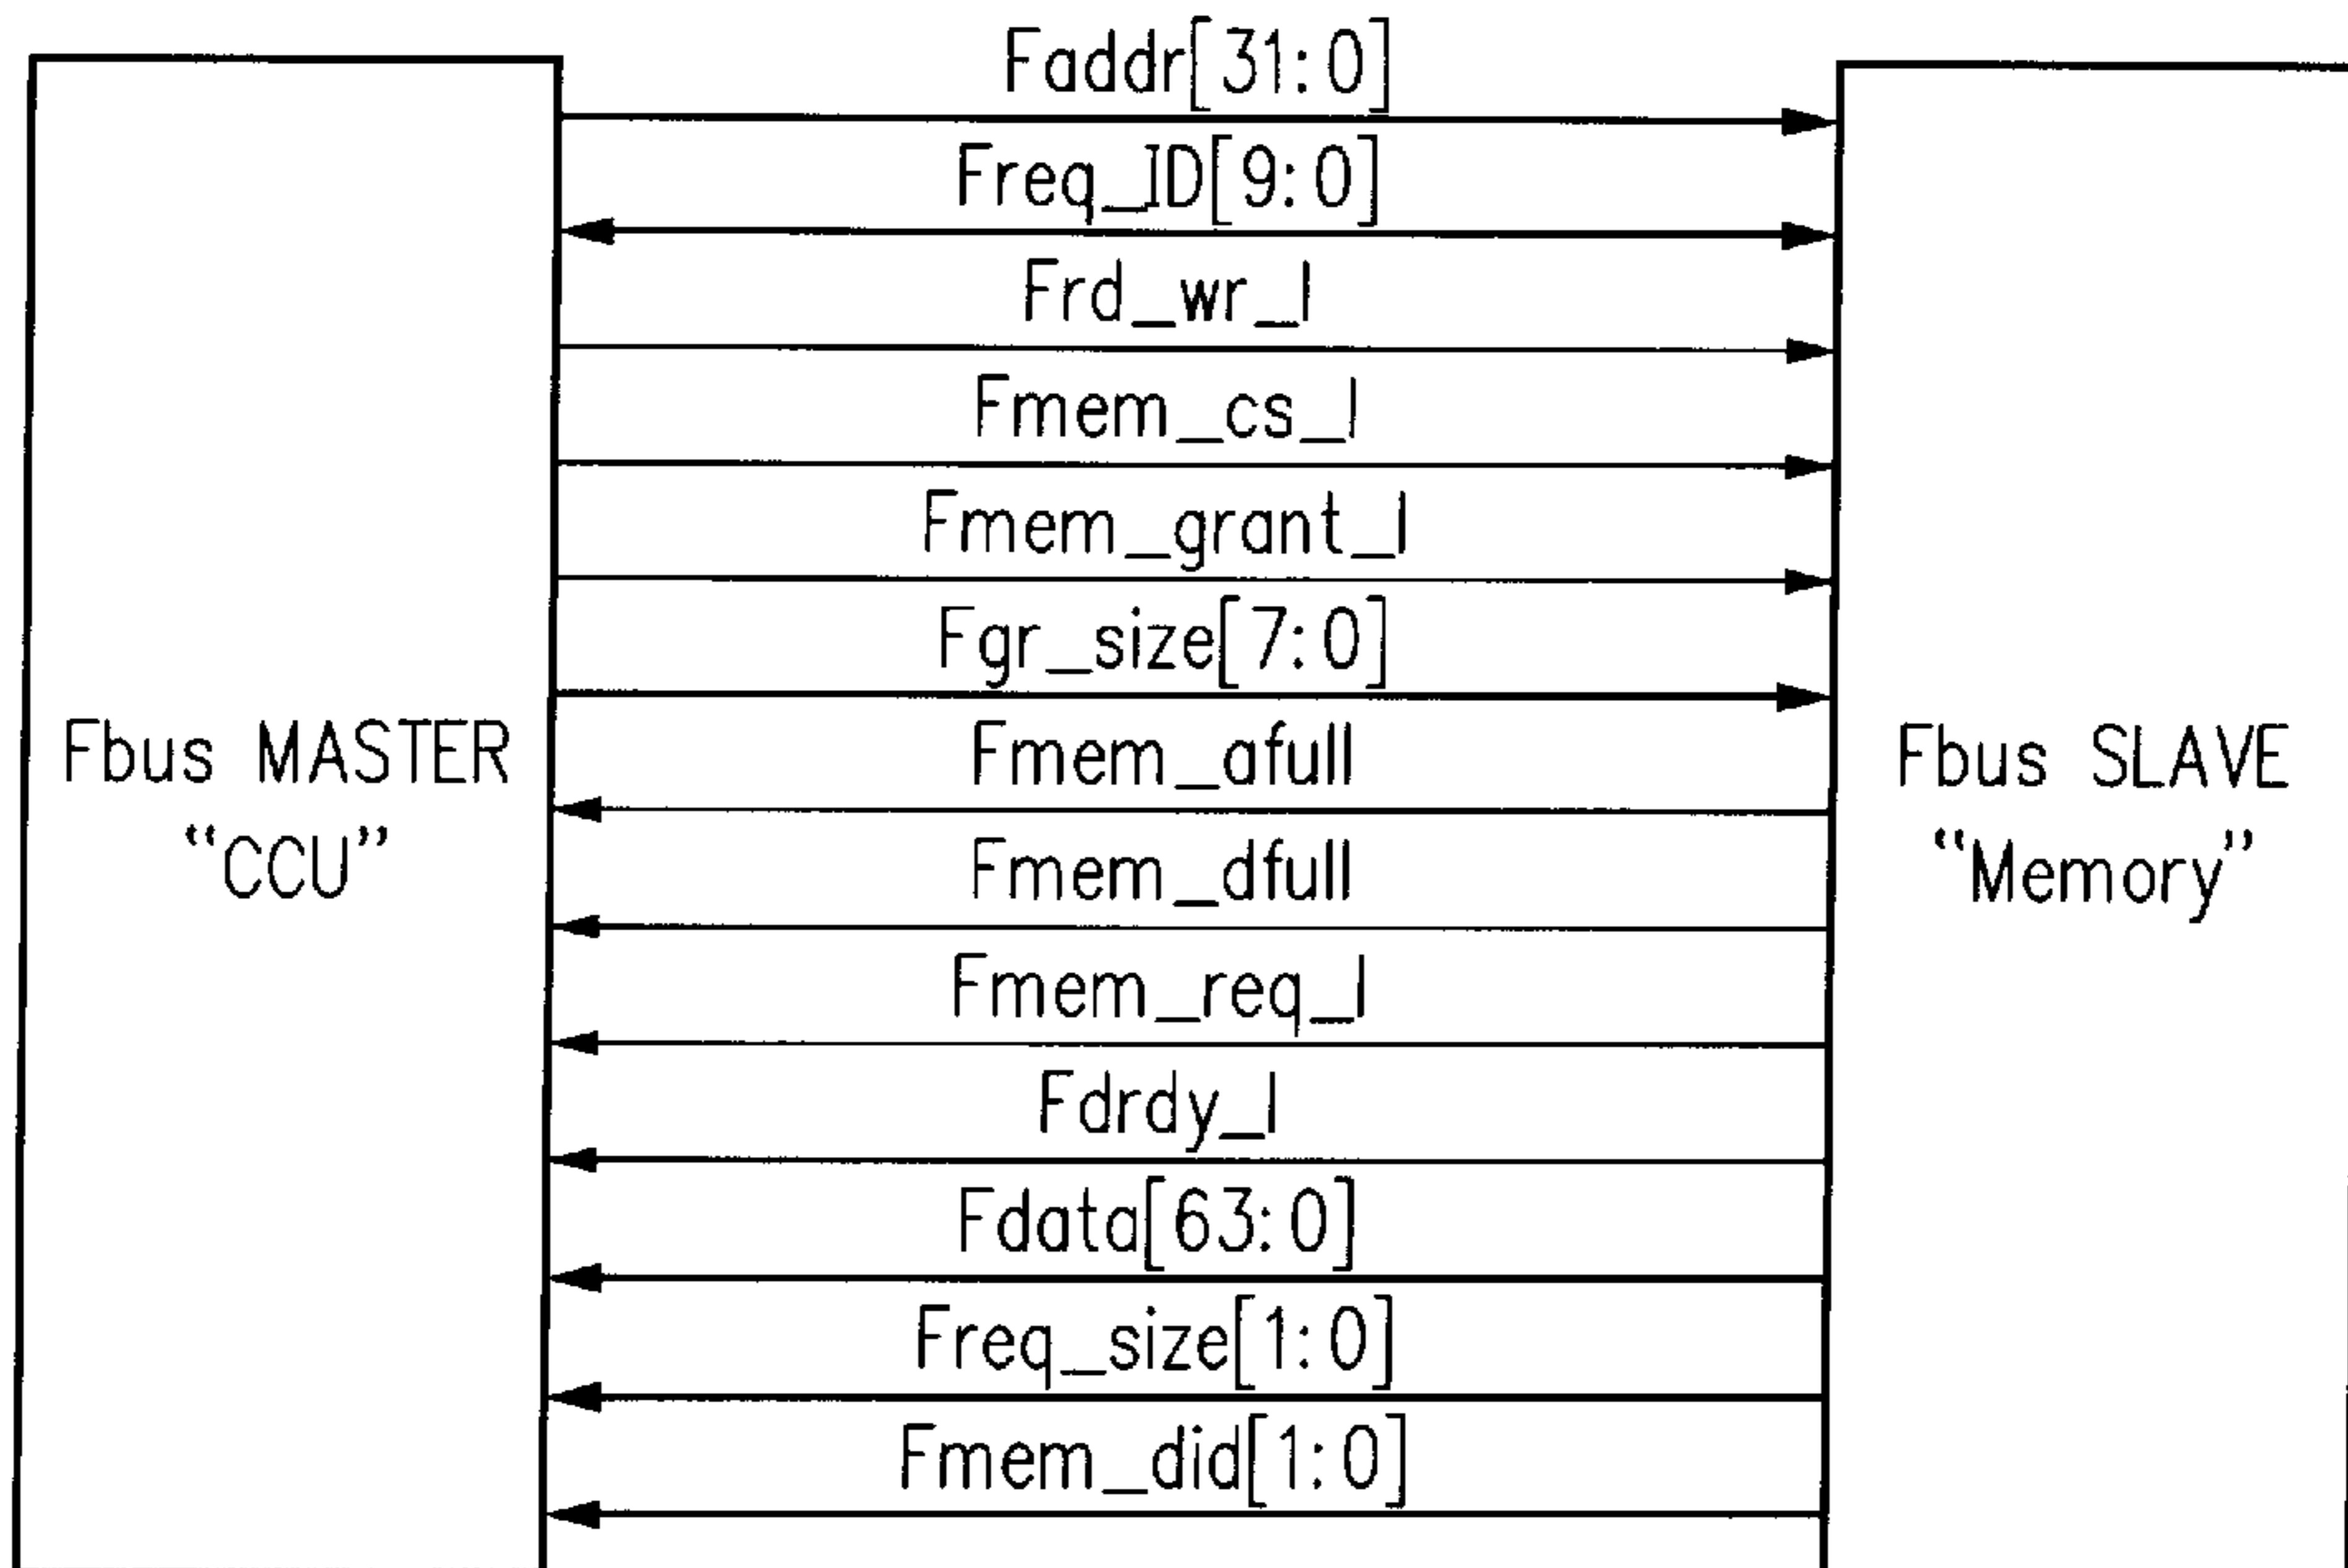 Faddr[31:0]
Freq_ID[9:0]
Frd_wr_l
Fmem_cs_l
Fmem_grant_l
Fgr_size[7:0]
Fbus MASTER
“CCU”
Fmem_afull
Fmem_dfull
Fbus SLAVE
“Memory”
Fmem_req_l
Fdrdy_l
Fdata[63:0]
Freq_size[1:0]
Fmem_did[1:0]